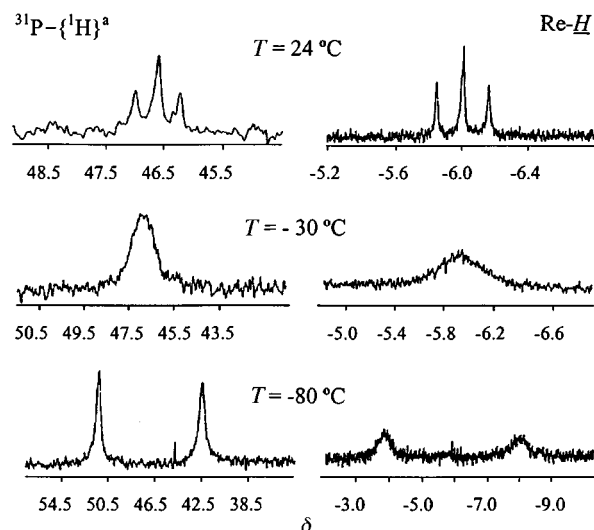 ³¹P–{¹H}ᵃ T = 24 ºC Re-H
48.5 47.5 46.5 45.5 -5.2 -5.6 -6.0 -6.4
T = - 30 ºC
50.5 49.5 47.5 45.5 43.5 -5.0 -5.4 -5.8 -6.2 -6.6
T = -80 ºC
54.5 50.5 46.5 42.5 38.5 -3.0 -5.0 -7.0 -9.0
δ